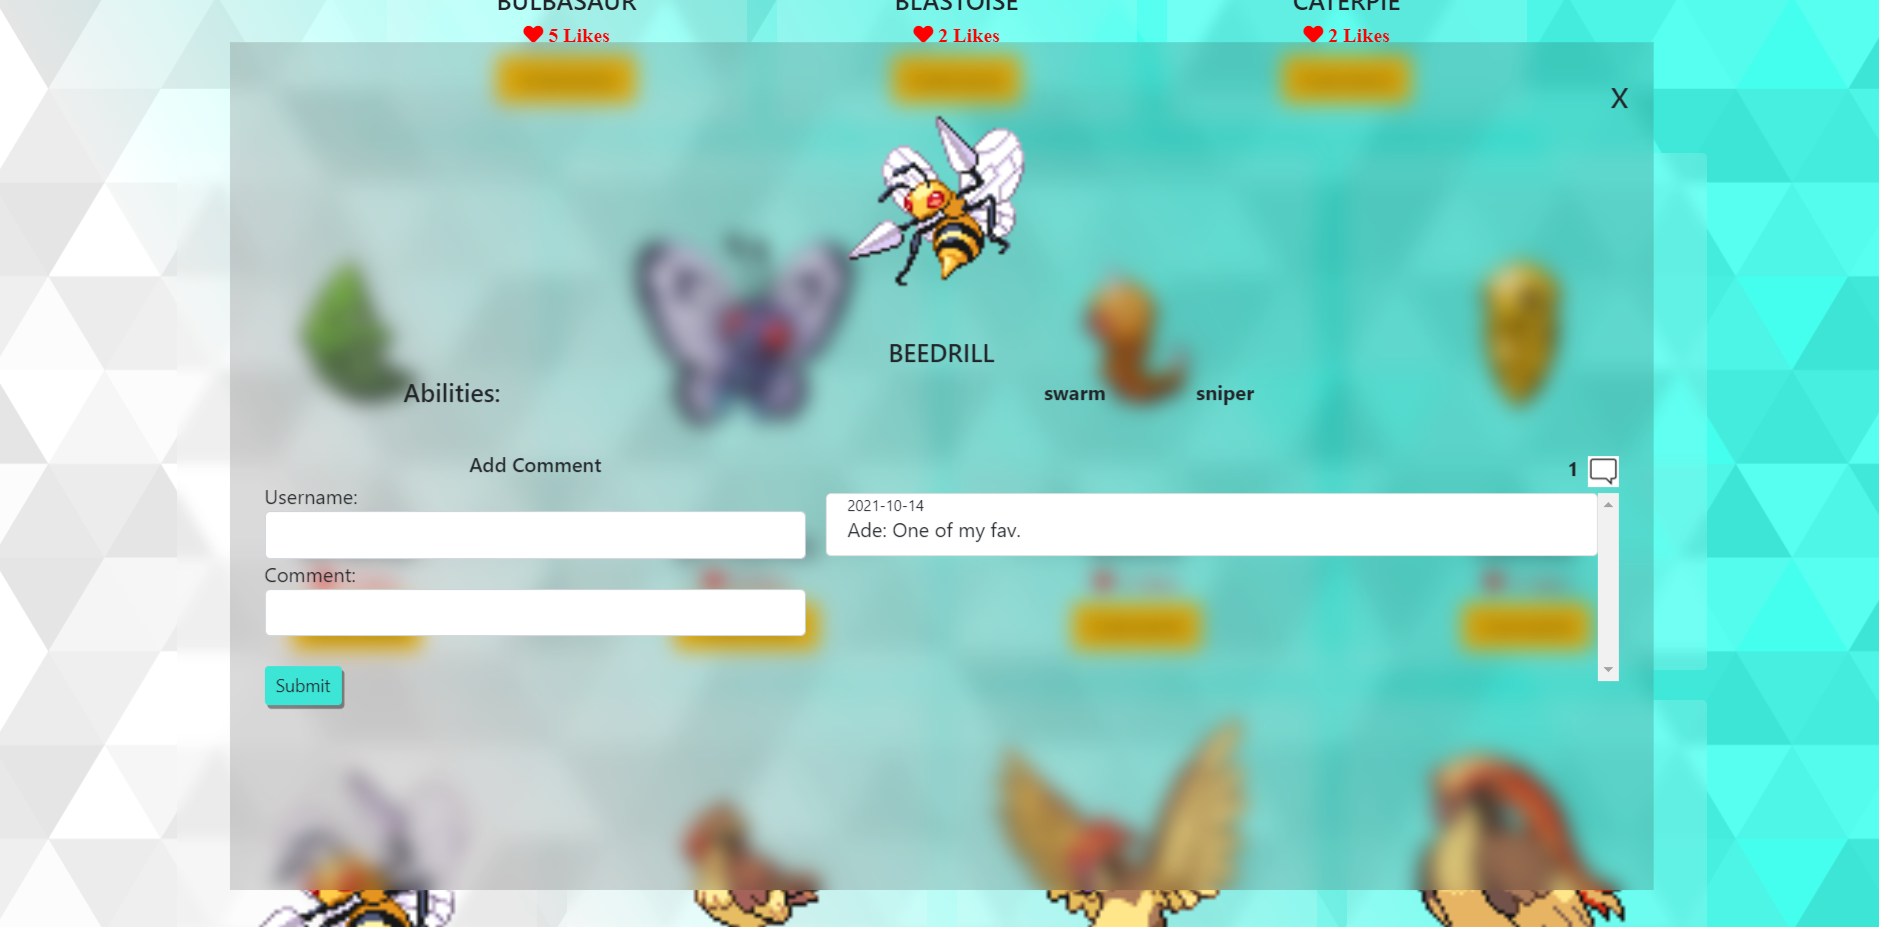 BULBASAUR BLASTOISE CATERPIE
5 Likes 2 Likes 2 Likes
X
BEEDRILL
Abilities: swarm sniper
Add Comment
1
Username:
2021-10-14
Ade: One of my fav.
Comment:
Submit